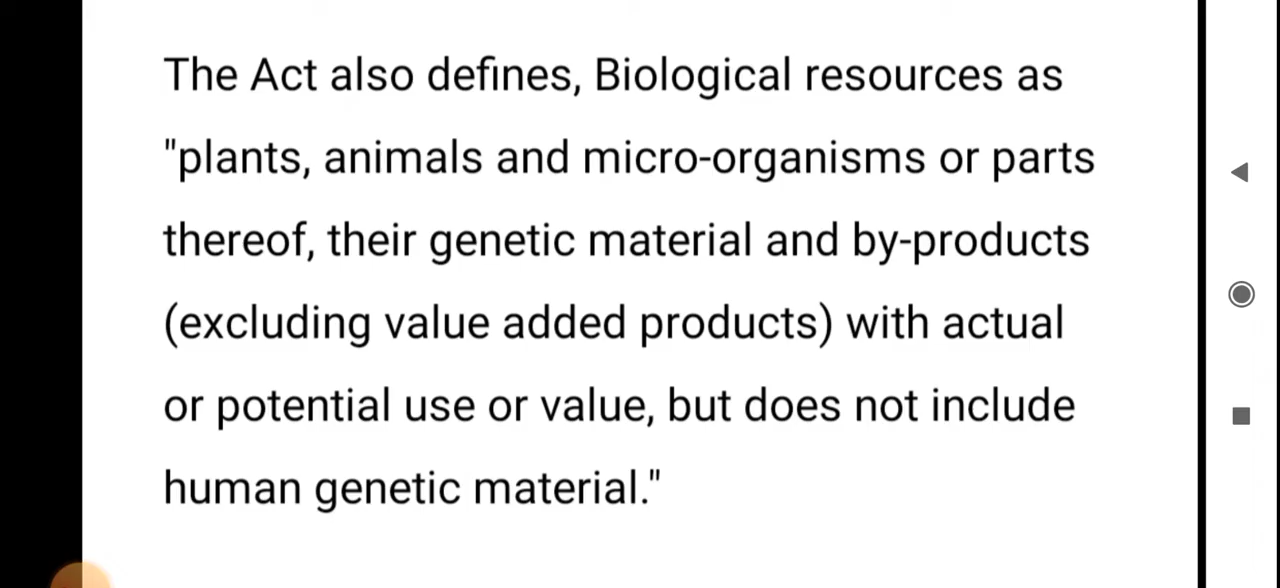 The Act also defines, Biological resources as
"plants, animals and micro-organisms or parts
thereof, their genetic material and by-products
(excluding value added products) with actual
or potential use or value, but does not include
human genetic material."